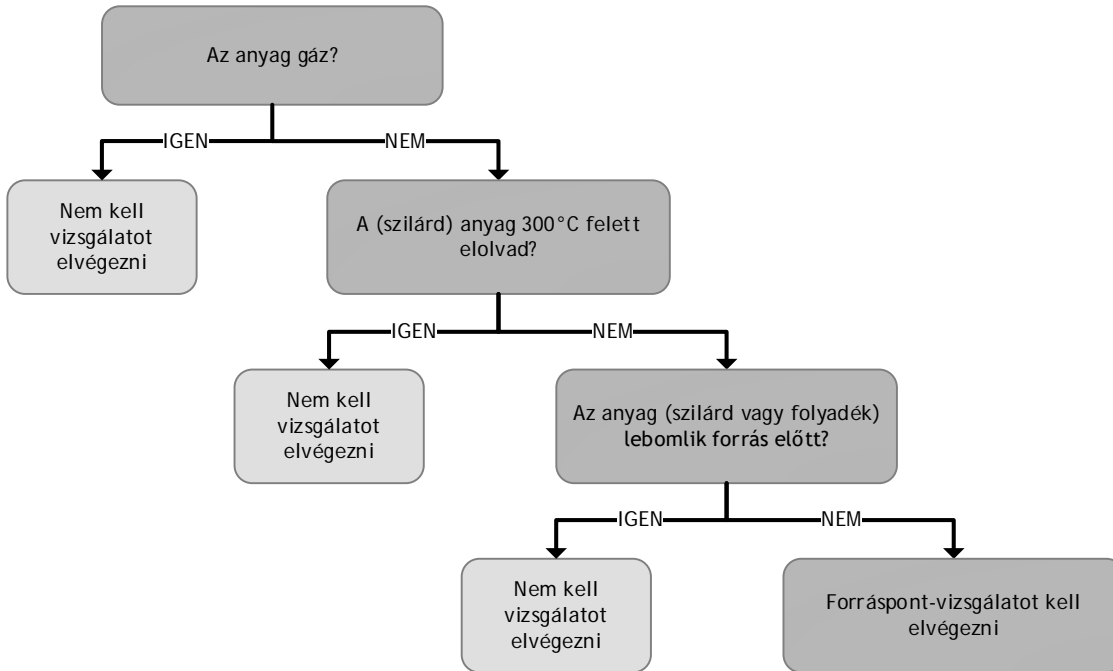 Az anyag gáz?
IGEN
NEM
Nem kell
vizsgálatot
elvégezni
A (szilárd) anyag 300°C felett
elolvad?
IGEN
NEM
Nem kell
vizsgálatot
elvégezni
Az anyag (szilárd vagy folyadék)
lebomlik forrás előtt?
IGEN
NEM
Nem kell
vizsgálatot
elvégezni
Forráspont-vizsgálatot kell
elvégezni